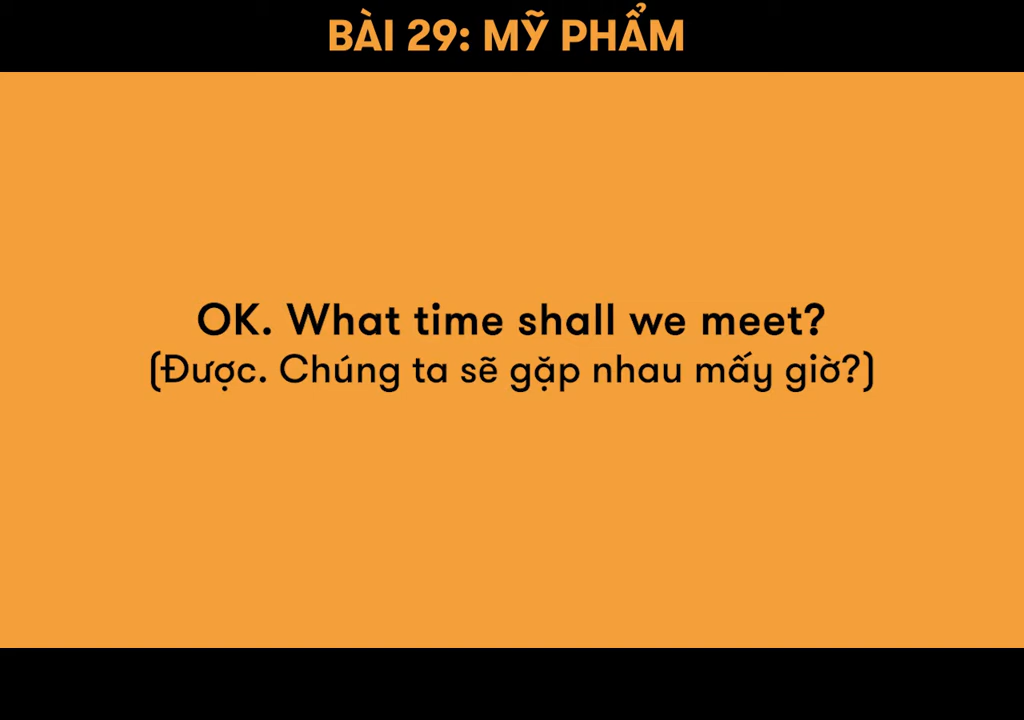 BÀI 29: MỸ PHẨM
OK. What time shall we meet?
(Được. Chúng ta sẽ gặp nhau mấy giờ?)